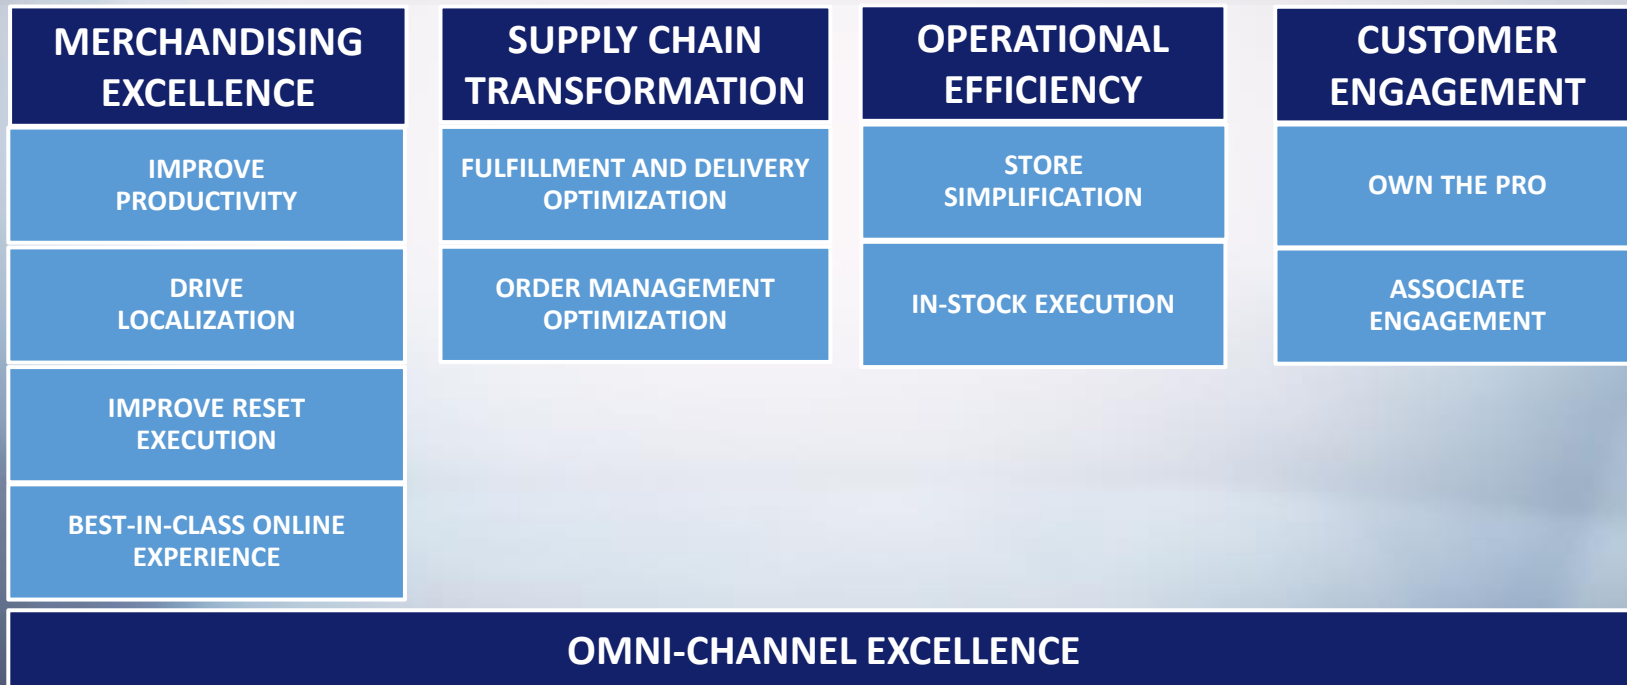 MERCHANDISING
EXCELLENCE
IMPROVE
PRODUCTIVITY
DRIVE
LOCALIZATION
IMPROVE RESET
EXECUTION
BEST-IN-CLASS ONLINE
EXPERIENCE
SUPPLY CHAIN
TRANSFORMATION
FULFILLMENT AND DELIVERY
OPTIMIZATION
ORDER MANAGEMENT
OPTIMIZATION
OPERATIONAL
EFFICIENCY
STORE
SIMPLIFICATION
IN-STOCK EXECUTION
CUSTOMER
ENGAGEMENT
OWN THE PRO
ASSOCIATE
ENGAGEMENT
OMNI-CHANNEL EXCELLENCE